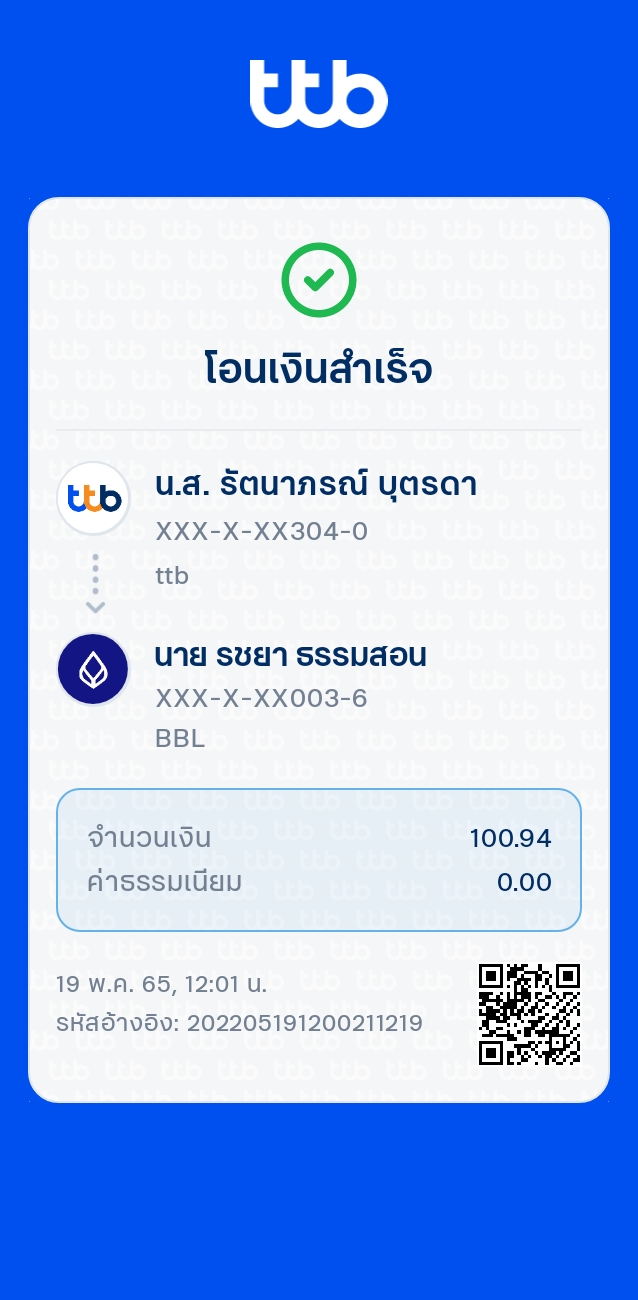 ttb
โอนเงินสำเร็จ
ttb
น.ส. รัตนาภรณ์ บุตรดา
XXX-X-XX304-0
ttb
นาย รชยา ธรรมสอน
XXX-X-XX003-6
BBL
จำนวนเงิน 100.94
ค่าธรรมเนียม 0.00
19 พ.ค. 65, 12:01 น.
รหัสอ้างอิง: 202205191200211219